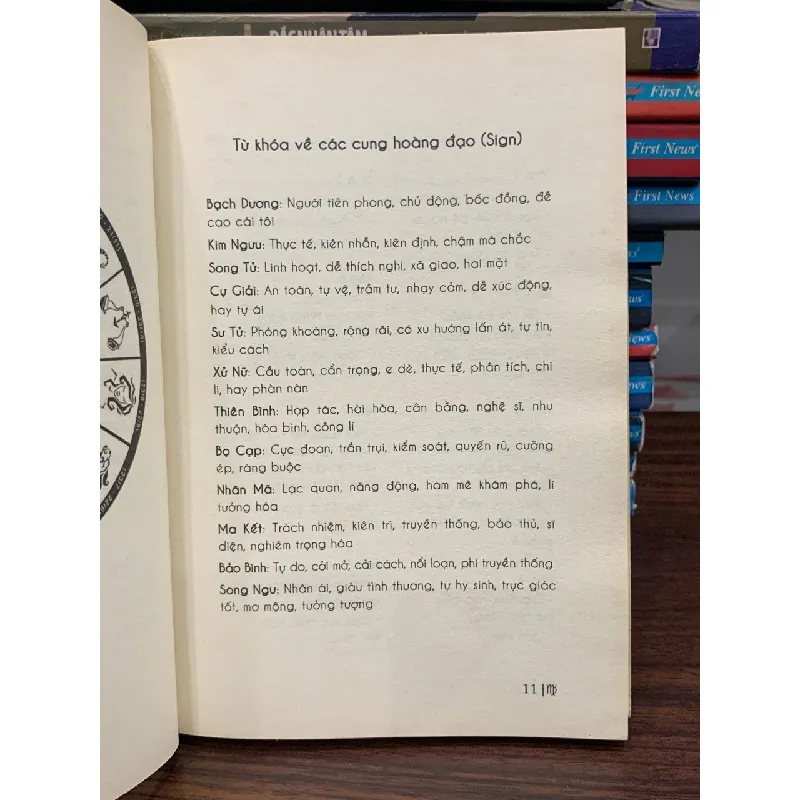 ĐẮC NHÂN TÂM
First News
First News
First News
Từ khóa về các cung hoàng đạo (Sign)
Bạch Dương: Người tiên phong, chủ động, bốc đồng, đề
cao cái tôi
Kim Ngưu: Thực tế, kiên nhẫn, kiên định, chậm mà chắc
Song Tử: Linh hoạt, dễ thích nghi, xã giao, hai mặt
Cự Giải: An toàn, tự vệ, trầm tư, nhạy cảm, dễ xúc động,
hay tự ái
Sư Tử: Phóng khoáng, rộng rãi, có xu hướng lấn át, tự tin,
kiểu cách
Xử Nữ: Cầu toàn, cẩn trọng, e dè, thực tế, phân tích, chi
li, hay phàn nàn
Thiên Bình: Hợp tác, hài hòa, cân bằng, nghệ sĩ, nhu
thuận, hòa bình, công lí
Bọ Cạp: Cực đoan, trần trụi, kiểm soát, quyến rũ, cưỡng
ép, ràng buộc
Nhân Mã: Lạc quan, năng động, ham mê khám phá, lí
tưởng hóa
Ma Kết: Trách nhiệm, kiên trì, truyền thống, bảo thủ, sĩ
diện, nghiêm trọng hóa
Bảo Bình: Tự do, cởi mở, cải cách, nổi loạn, phi truyền thống
Song Ngư: Nhân ái, giàu tình thương, tự hy sinh, trực giác
tốt, mơ mộng, tưởng tượng
11 |♍